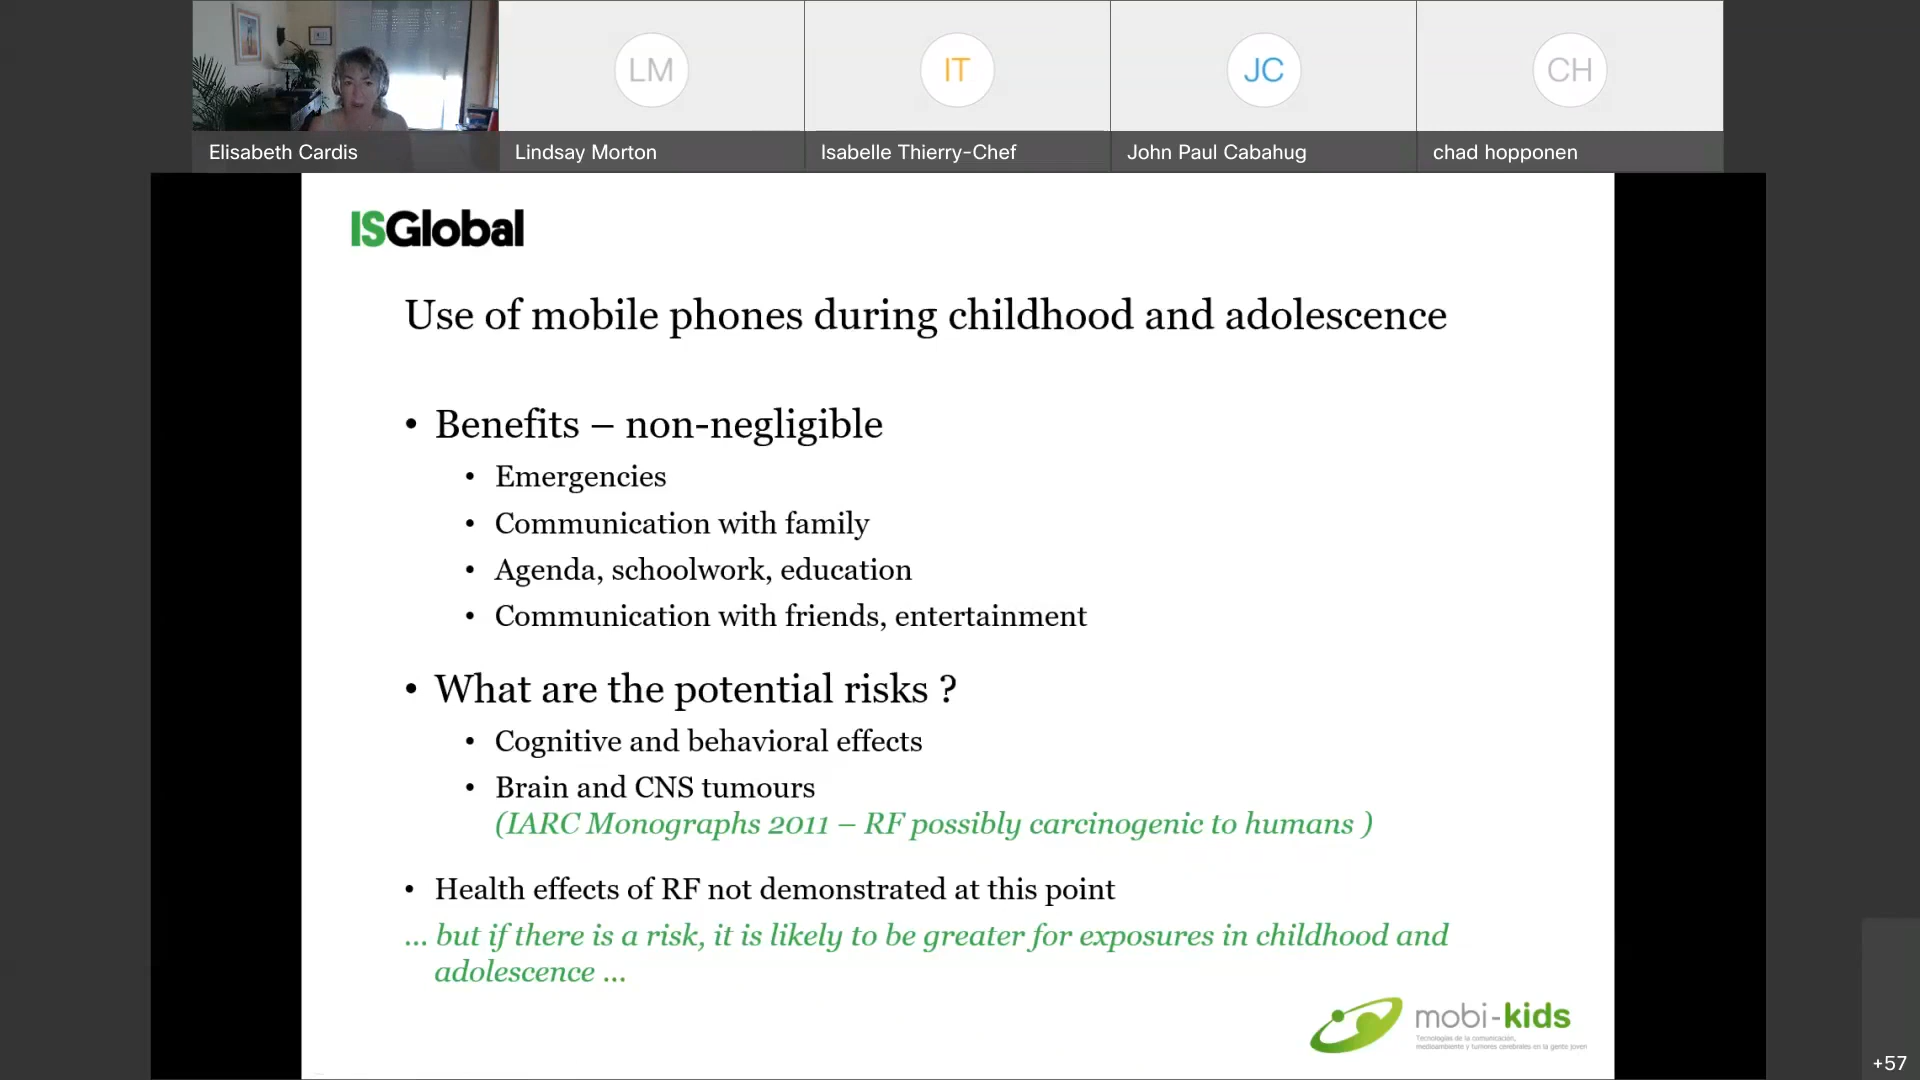 LM
IT
JC
CH
Elisabeth Cardis
Lindsay Morton
Isabelle Thierry-Chef
John Paul Cabahug
chad hopponen
ISGlobal
Use of mobile phones during childhood and adolescence
• Benefits – non-negligible
• Emergencies
• Communication with family
• Agenda, schoolwork, education
• Communication with friends, entertainment
• What are the potential risks ?
• Cognitive and behavioral effects
• Brain and CNS tumours
(IARC Monographs 2011 – RF possibly carcinogenic to humans )
• Health effects of RF not demonstrated at this point
... but if there is a risk, it is likely to be greater for exposures in childhood and
adolescence ...
mobi-kids
Tecnologías de la comunicación,
medioambiente y tumores cerebrales en la gente joven
+57